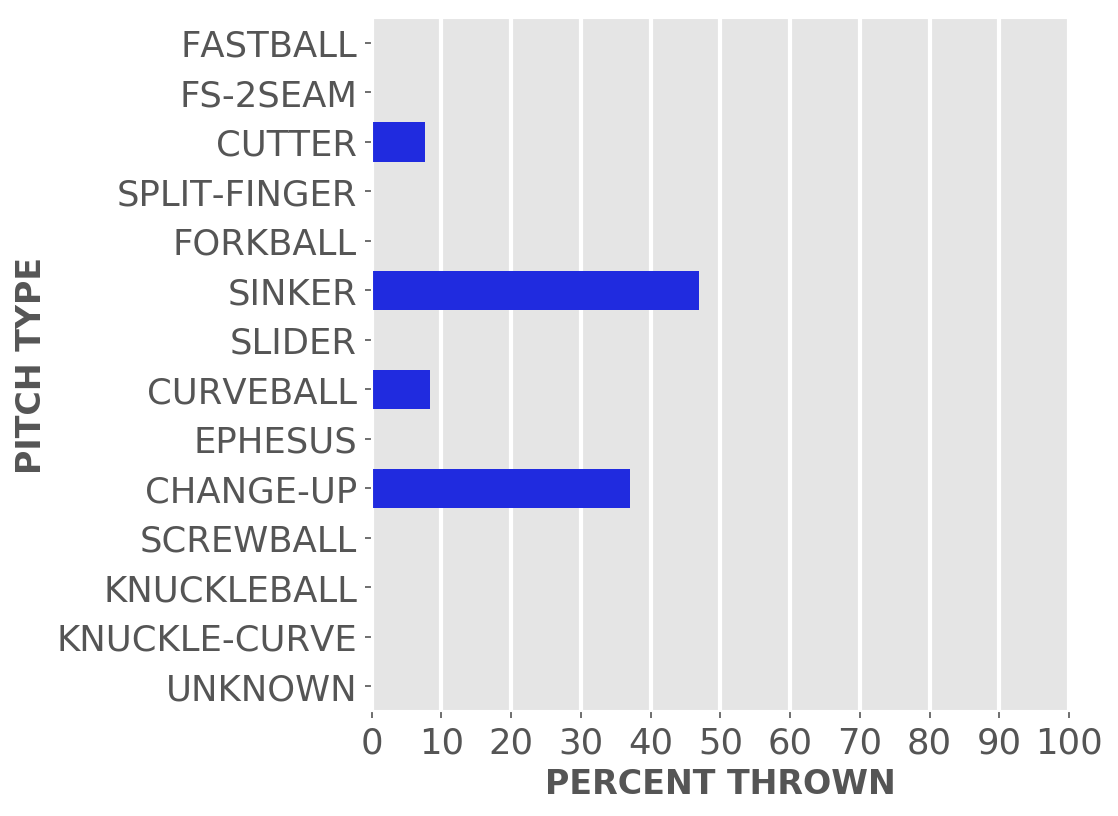 FASTBALL
FS-2SEAM
CUTTER
SPLIT-FINGER
FORKBALL
SINKER
SLIDER
CURVEBALL
EPHESUS
CHANGE-UP
SCREWBALL
KNUCKLEBALL
KNUCKLE-CURVE
UNKNOWN
PITCH TYPE
0 10 20 30 40 50 60 70 80 90 100
PERCENT THROWN